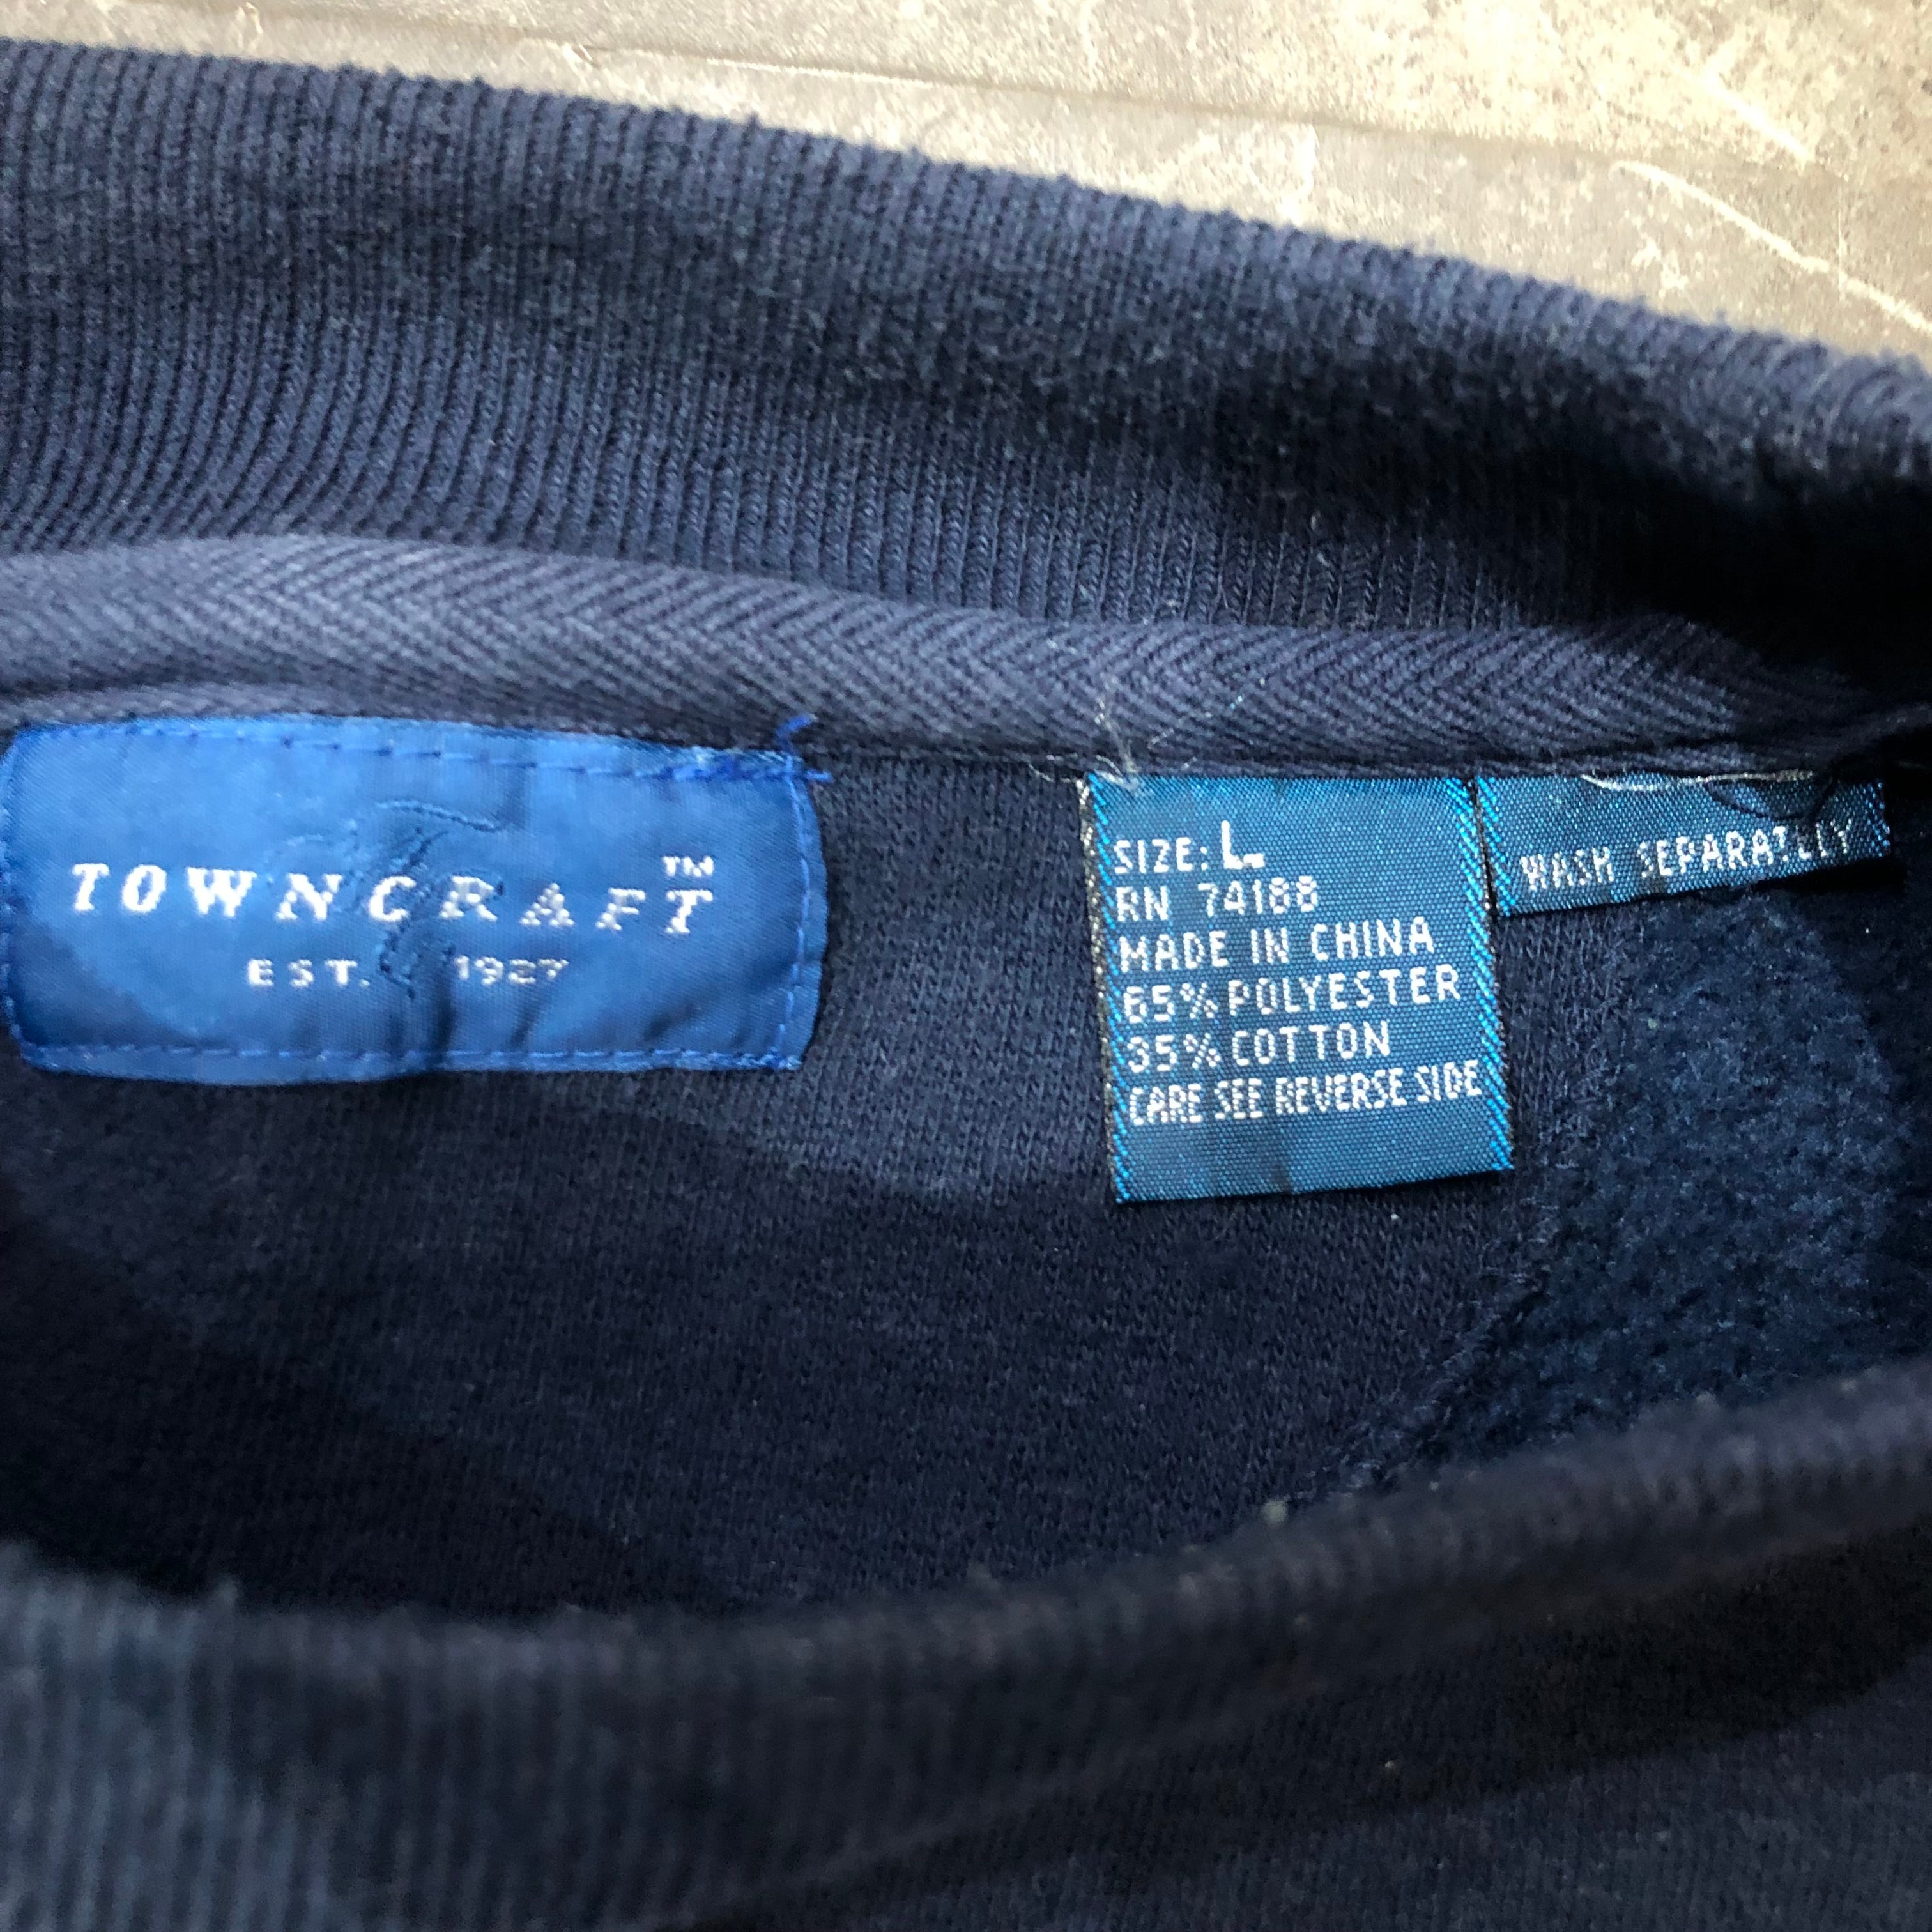 TOWNCRAFT™
EST. 1927
SIZE: L
RN 74188
MADE IN CHINA
65% POLYESTER
35% COTTON
CARE SEE REVERSE SIDE
WASH SEPARATELY